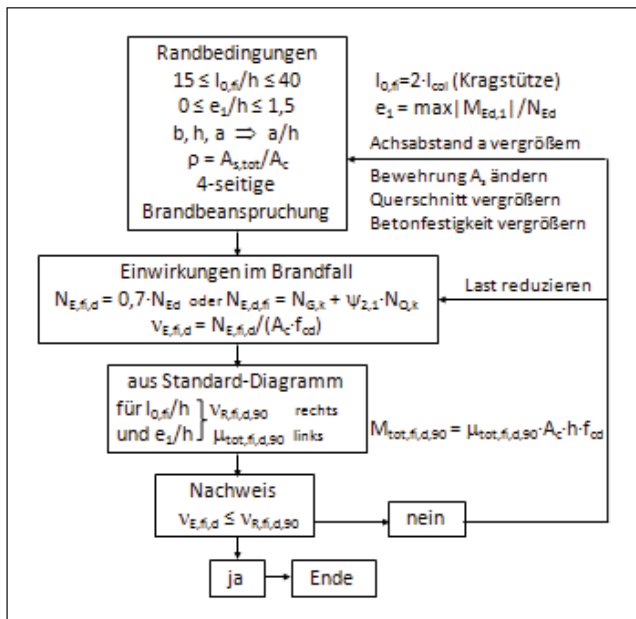 Randbedingungen
15 ≤ l₀,fi/h ≤ 40
0 ≤ e₁/h ≤ 1,5
b, h, a ⇒ a/h
ρ = As,tot/Ac
4-seitige
Brandbeanspruchung
l₀,fi=2·lcol (Kragstütze)
e₁ = max|MEd,1|/NEd
Achsabstand a vergrößern
Bewehrung As ändern
Querschnitt vergrößern
Betonfestigkeit vergrößern
Einwirkungen im Brandfall
NE,fi,d = 0,7·NEd oder NE,d,fi = NG,k + ψ2,1·NQ,k
νE,fi,d = NE,fi,d/(Ac·fcd)
Last reduzieren
aus Standard-Diagramm
für l₀,fi/h } νR,fi,d,90 rechts
und e₁/h } μtot,fi,d,90 links
Mtot,fi,d,90 = μtot,fi,d,90·Ac·h·fcd
Nachweis
νE,fi,d ≤ νR,fi,d,90
nein
ja
Ende